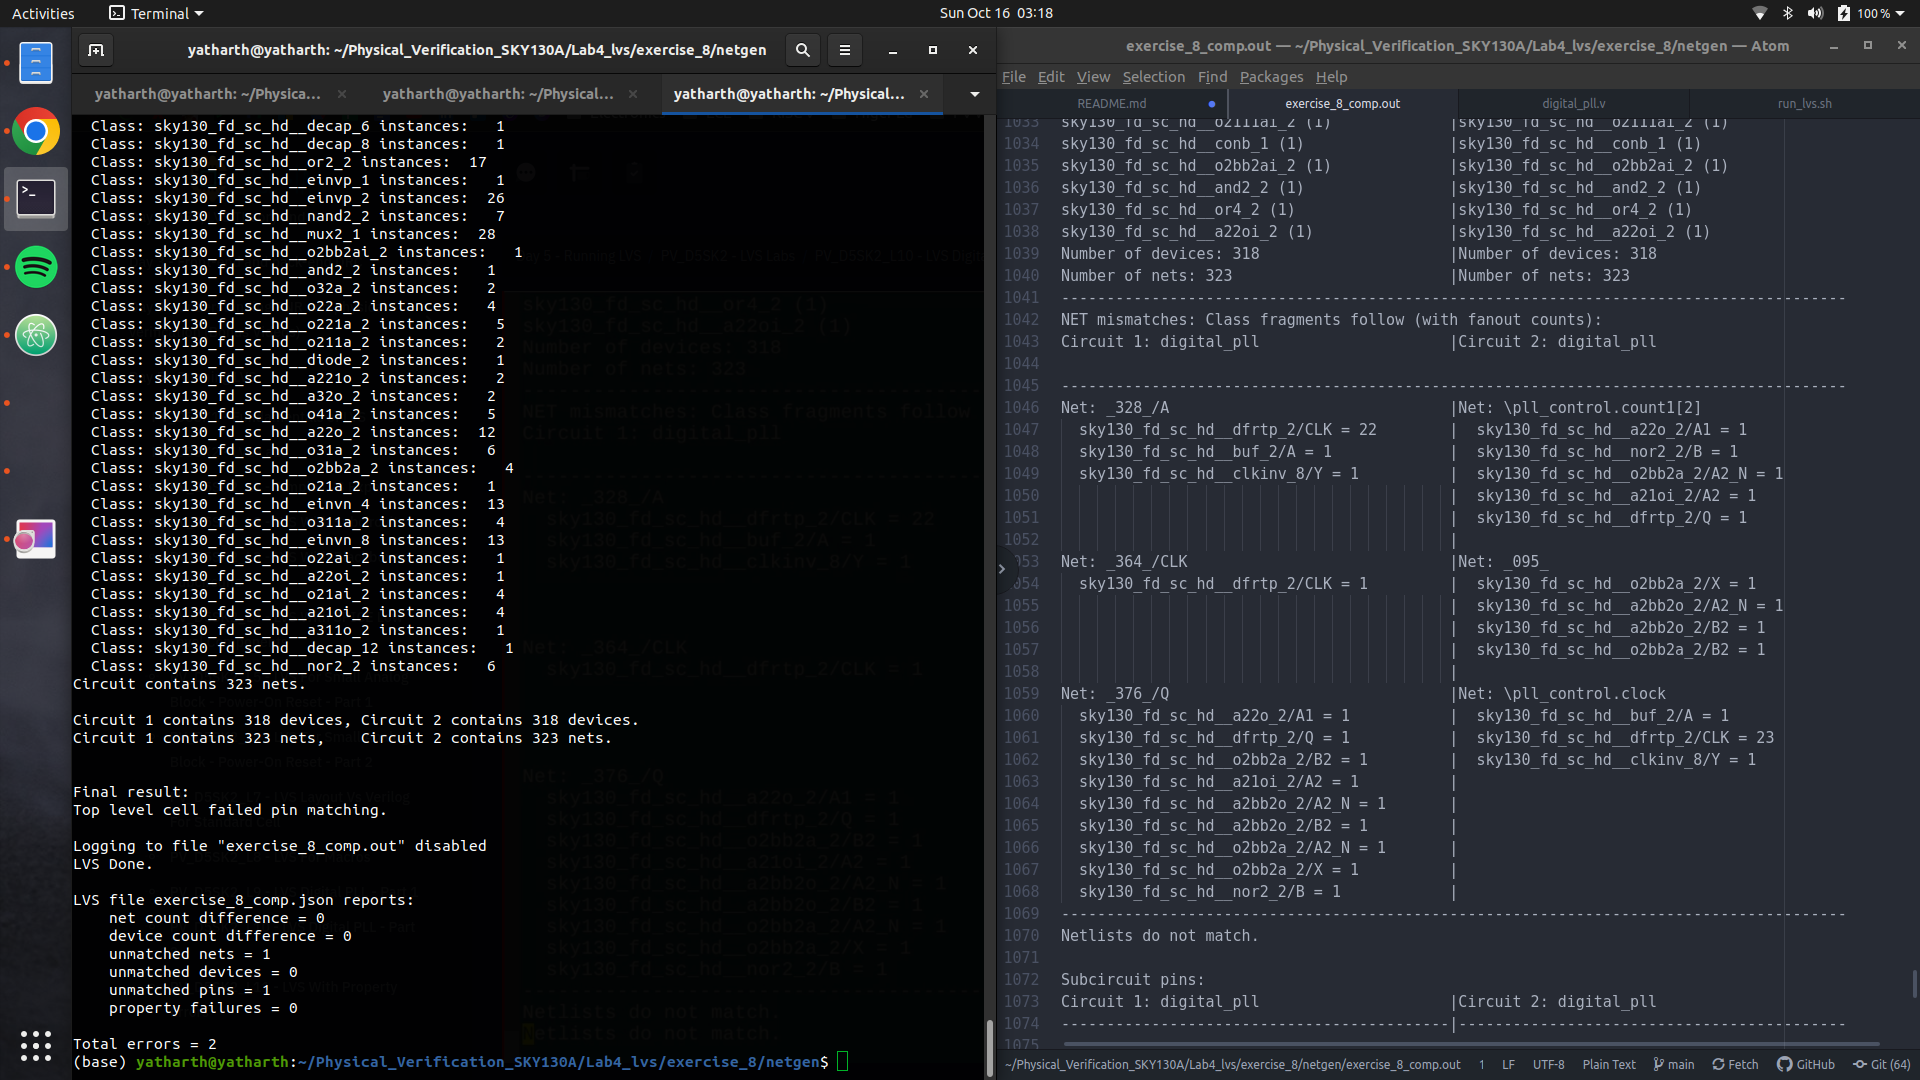 Activities
Terminal
Sun Oct 16 03:18
100 %
yatharth@yatharth: ~/Physical_Verification_SKY130A/Lab4_lvs/exercise_8/netgen
yatharth@yatharth: ~/Physica...
yatharth@yatharth: ~/Physical...
yatharth@yatharth: ~/Physical...
Class: sky130_fd_sc_hd__decap_6 instances: 1
Class: sky130_fd_sc_hd__decap_8 instances: 1
Class: sky130_fd_sc_hd__or2_2 instances: 17
Class: sky130_fd_sc_hd__einvp_1 instances: 1
Class: sky130_fd_sc_hd__einvp_2 instances: 26
Class: sky130_fd_sc_hd__nand2_2 instances: 7
Class: sky130_fd_sc_hd__mux2_1 instances: 28
Class: sky130_fd_sc_hd__o2bb2ai_2 instances: 1
Class: sky130_fd_sc_hd__and2_2 instances: 1
Class: sky130_fd_sc_hd__o32a_2 instances: 2
Class: sky130_fd_sc_hd__o22a_2 instances: 4
Class: sky130_fd_sc_hd__o221a_2 instances: 5
Class: sky130_fd_sc_hd__o211a_2 instances: 2
Class: sky130_fd_sc_hd__diode_2 instances: 1
Class: sky130_fd_sc_hd__a221o_2 instances: 2
Class: sky130_fd_sc_hd__a32o_2 instances: 2
Class: sky130_fd_sc_hd__o41a_2 instances: 5
Class: sky130_fd_sc_hd__a22o_2 instances: 12
Class: sky130_fd_sc_hd__o31a_2 instances: 6
Class: sky130_fd_sc_hd__o2bb2a_2 instances: 4
Class: sky130_fd_sc_hd__o21a_2 instances: 1
Class: sky130_fd_sc_hd__einvn_4 instances: 13
Class: sky130_fd_sc_hd__o311a_2 instances: 4
Class: sky130_fd_sc_hd__einvn_8 instances: 13
Class: sky130_fd_sc_hd__o22ai_2 instances: 1
Class: sky130_fd_sc_hd__a22oi_2 instances: 1
Class: sky130_fd_sc_hd__o21ai_2 instances: 4
Class: sky130_fd_sc_hd__a21oi_2 instances: 4
Class: sky130_fd_sc_hd__a311o_2 instances: 1
Class: sky130_fd_sc_hd__decap_12 instances: 1
Class: sky130_fd_sc_hd__nor2_2 instances: 6
Circuit contains 323 nets.
Circuit 1 contains 318 devices, Circuit 2 contains 318 devices.
Circuit 1 contains 323 nets, Circuit 2 contains 323 nets.
Final result:
Top level cell failed pin matching.
Logging to file "exercise_8_comp.out" disabled
LVS Done.
LVS file exercise_8_comp.json reports:
net count difference = 0
device count difference = 0
unmatched nets = 1
unmatched devices = 0
unmatched pins = 1
property failures = 0
Total errors = 2
(base) yatharth@yatharth:~/Physical_Verification_SKY130A/Lab4_lvs/exercise_8/netgen$
exercise_8_comp.out — ~/Physical_Verification_SKY130A/Lab4_lvs/exercise_8/netgen — Atom
File Edit View Selection Find Packages Help
README.md
exercise_8_comp.out
digital_pll.v
run_lvs.sh
1033 sky130_fd_sc_hd__o2111ai_2 (1) |sky130_fd_sc_hd__o2111ai_2 (1)
1034 sky130_fd_sc_hd__conb_1 (1) |sky130_fd_sc_hd__conb_1 (1)
1035 sky130_fd_sc_hd__o2bb2ai_2 (1) |sky130_fd_sc_hd__o2bb2ai_2 (1)
1036 sky130_fd_sc_hd__and2_2 (1) |sky130_fd_sc_hd__and2_2 (1)
1037 sky130_fd_sc_hd__or4_2 (1) |sky130_fd_sc_hd__or4_2 (1)
1038 sky130_fd_sc_hd__a22oi_2 (1) |sky130_fd_sc_hd__a22oi_2 (1)
1039 Number of devices: 318 |Number of devices: 318
1040 Number of nets: 323 |Number of nets: 323
1041 ---------------------------------------------------------------------------------------
1042 NET mismatches: Class fragments follow (with fanout counts):
1043 Circuit 1: digital_pll |Circuit 2: digital_pll
1044
1045 ---------------------------------------------------------------------------------------
1046 Net: _328_/A |Net: \pll_control.count1[2]
1047 sky130_fd_sc_hd__dfrtp_2/CLK = 22 | sky130_fd_sc_hd__a22o_2/A1 = 1
1048 sky130_fd_sc_hd__buf_2/A = 1 | sky130_fd_sc_hd__nor2_2/B = 1
1049 sky130_fd_sc_hd__clkinv_8/Y = 1 | sky130_fd_sc_hd__o2bb2a_2/A2_N = 1
1050 | sky130_fd_sc_hd__a21oi_2/A2 = 1
1051 | sky130_fd_sc_hd__dfrtp_2/Q = 1
1052 |
053 Net: _364_/CLK |Net: _095_
054 sky130_fd_sc_hd__dfrtp_2/CLK = 1 | sky130_fd_sc_hd__o2bb2a_2/X = 1
1055 | sky130_fd_sc_hd__a2bb2o_2/A2_N = 1
1056 | sky130_fd_sc_hd__a2bb2o_2/B2 = 1
1057 | sky130_fd_sc_hd__o2bb2a_2/B2 = 1
1058 |
1059 Net: _376_/Q |Net: \pll_control.clock
1060 sky130_fd_sc_hd__a22o_2/A1 = 1 | sky130_fd_sc_hd__buf_2/A = 1
1061 sky130_fd_sc_hd__dfrtp_2/Q = 1 | sky130_fd_sc_hd__dfrtp_2/CLK = 23
1062 sky130_fd_sc_hd__o2bb2a_2/B2 = 1 | sky130_fd_sc_hd__clkinv_8/Y = 1
1063 sky130_fd_sc_hd__a21oi_2/A2 = 1 |
1064 sky130_fd_sc_hd__a2bb2o_2/A2_N = 1 |
1065 sky130_fd_sc_hd__a2bb2o_2/B2 = 1 |
1066 sky130_fd_sc_hd__o2bb2a_2/A2_N = 1 |
1067 sky130_fd_sc_hd__o2bb2a_2/X = 1 |
1068 sky130_fd_sc_hd__nor2_2/B = 1 |
1069 ---------------------------------------------------------------------------------------
1070 Netlists do not match.
1071
1072 Subcircuit pins:
1073 Circuit 1: digital_pll |Circuit 2: digital_pll
1074 -------------------------------------------|-------------------------------------------
1075
~/Physical_Verification_SKY130A/Lab4_lvs/exercise_8/netgen/exercise_8_comp.out 1 LF UTF-8 Plain Text main Fetch GitHub Git (64)